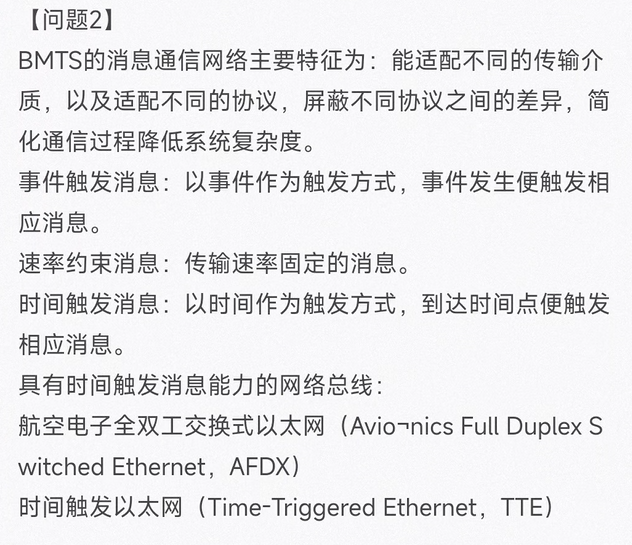 【问题2】
BMTS的消息通信网络主要特征为：能适配不同的传输介
质，以及适配不同的协议，屏蔽不同协议之间的差异，简
化通信过程降低系统复杂度。
事件触发消息：以事件作为触发方式，事件发生便触发相
应消息。
速率约束消息：传输速率固定的消息。
时间触发消息：以时间作为触发方式，到达时间点便触发
相应消息。
具有时间触发消息能力的网络总线：
航空电子全双工交换式以太网（Avio¬nics Full Duplex S
witched Ethernet，AFDX）
时间触发以太网（Time-Triggered Ethernet，TTE）